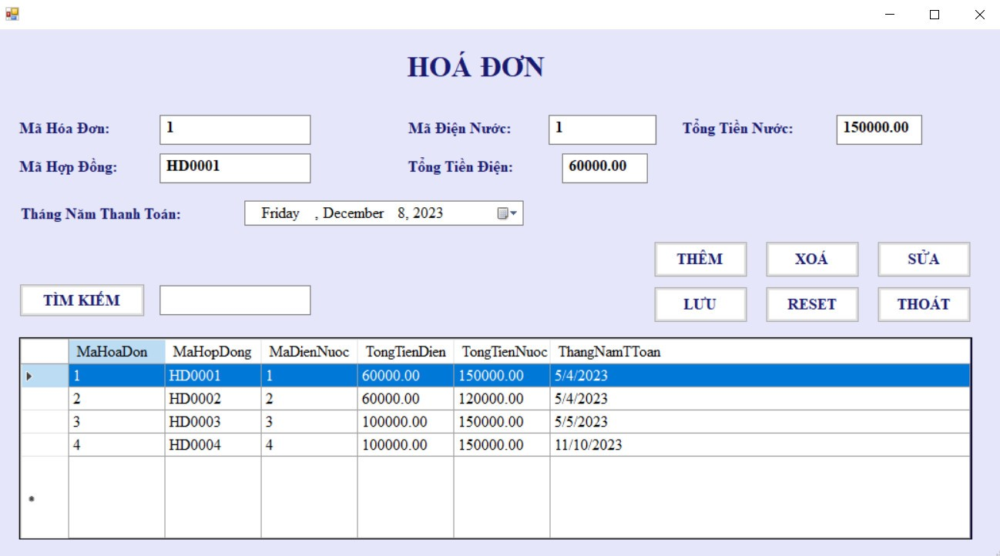 HOÁ ĐƠN
Mã Hóa Đơn: 1 Mã Điện Nước: 1 Tổng Tiền Nước: 150000.00
Mã Hợp Đồng: HD0001 Tổng Tiền Điện: 60000.00
Tháng Năm Thanh Toán: Friday , December 8, 2023
THÊM XOÁ SỬA
TÌM KIẾM LƯU RESET THOÁT
MaHoaDon MaHopDong MaDienNuoc TongTienDien TongTienNuoc ThangNamTToan
1 HD0001 1 60000.00 150000.00 5/4/2023
2 HD0002 2 60000.00 120000.00 5/4/2023
3 HD0003 3 100000.00 150000.00 5/5/2023
4 HD0004 4 100000.00 150000.00 11/10/2023